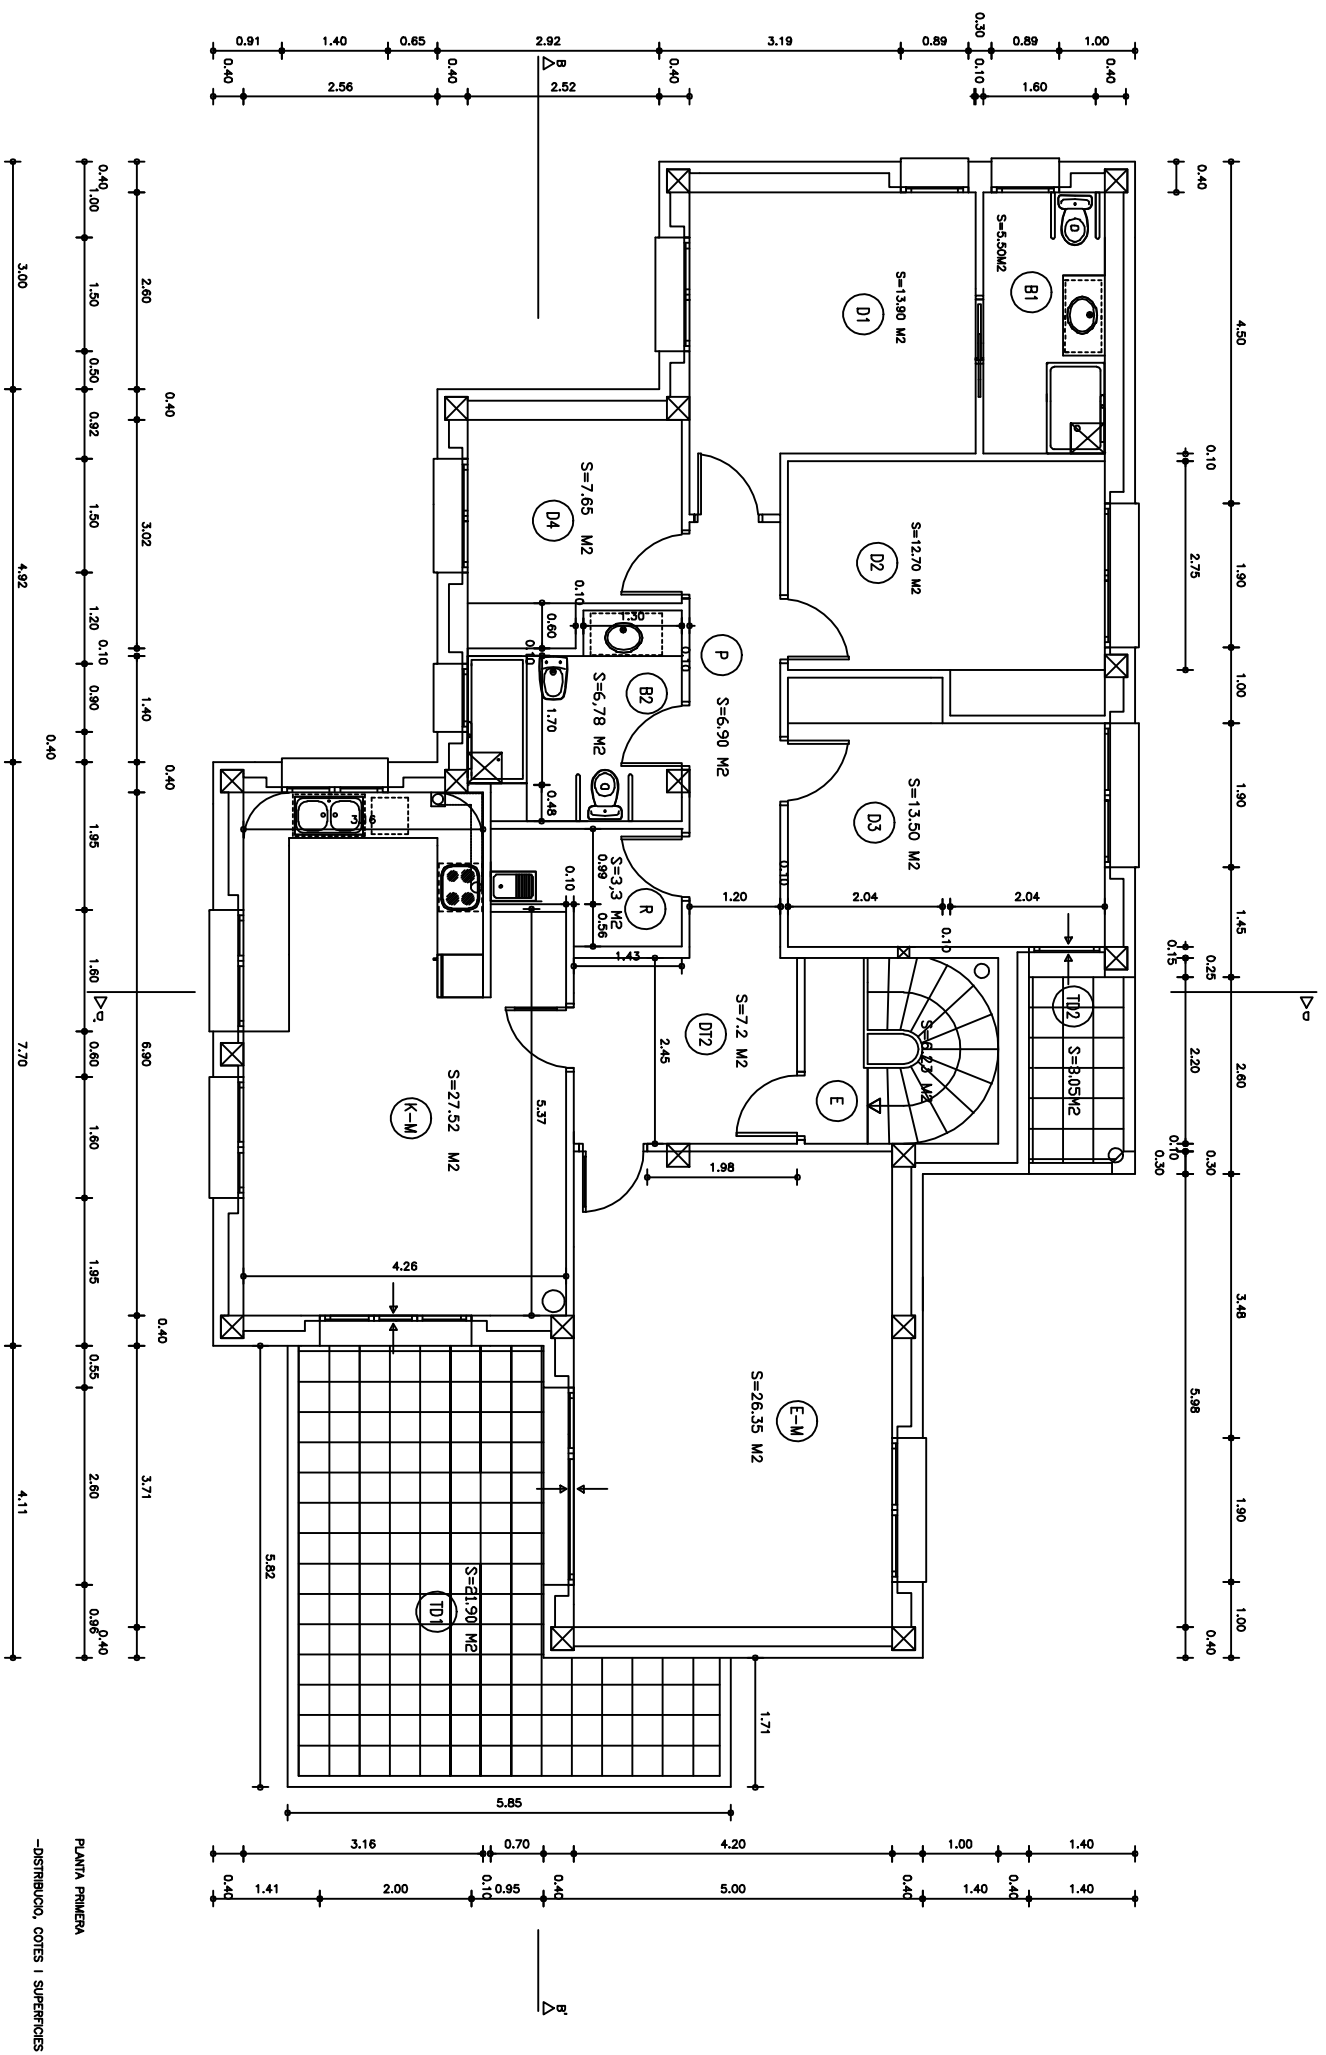 0.91 1.40 0.65 2.92 3.19 0.89 0.30 0.89 1.00
0.40 2.56 0.40 2.52 0.40 0.10 1.60 0.40
B
0.40 4.50 0.10 1.90 1.00 1.90 1.45 0.25 2.60 0.30 3.48 1.90 1.00
2.75 0.15 2.20 0.10 0.30 5.98 0.40
B1
S=5.50M2
D1
S=13.90 M2
D2
S=12.70 M2
D3
S=13.50 M2
D4
S=7.65 M2
B2
S=6,78 M2
P
S=6.90 M2
R
S=3,3 M2
DT2
S=7.2 M2
E
S=6.23 M2
TD2
S=8,05M2
K-M
S=27.52 M2
E-M
S=26.35 M2
TD1
S=21.90 M2
0.10 1.30
0.60
0.10
0.10
1.70
0.48
0.99
0.56
0.10
1.43
1.20
0.10
2.04 2.04
0.10
3.16
2.45
5.37
1.98
4.26
5.82
1.71
5.85
0.40 2.60 0.40 3.02 1.40 0.40 6.90 0.40 3.71 0.40
0.40 1.00 1.50 0.50 0.92 1.50 1.20 0.10 0.90 0.40 1.95 1.60 0.60 1.60 1.95 0.55 2.60 0.96
3.00 4.92 7.70 4.11
3.16 0.70 4.20 1.00 1.40
0.40 1.41 2.00 0.10 0.95 0.40 5.00 0.40 1.40 0.40 1.40
B'
PLANTA PRIMERA
-DISTRIBUCIO, COTES I SUPERFICIES